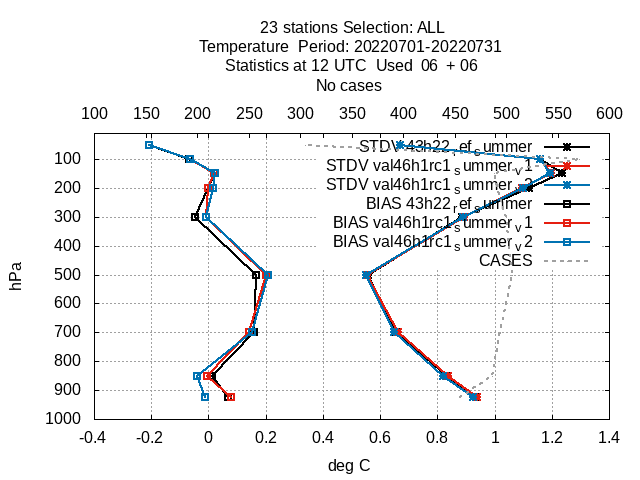 23 stations Selection: ALL
Temperature Period: 20220701-20220731
Statistics at 12 UTC Used 06 + 06
No cases
100 150 200 250 300 350 400 450 500 550 600
STDV 43h22_ref_summer
STDV val46h1rc1_summer_v1
STDV val46h1rc1_summer_v2
BIAS 43h22_ref_summer
BIAS val46h1rc1_summer_v1
BIAS val46h1rc1_summer_v2
CASES
100
200
300
400
500
600
700
800
900
1000
hPa
-0.4 -0.2 0 0.2 0.4 0.6 0.8 1 1.2 1.4
deg C